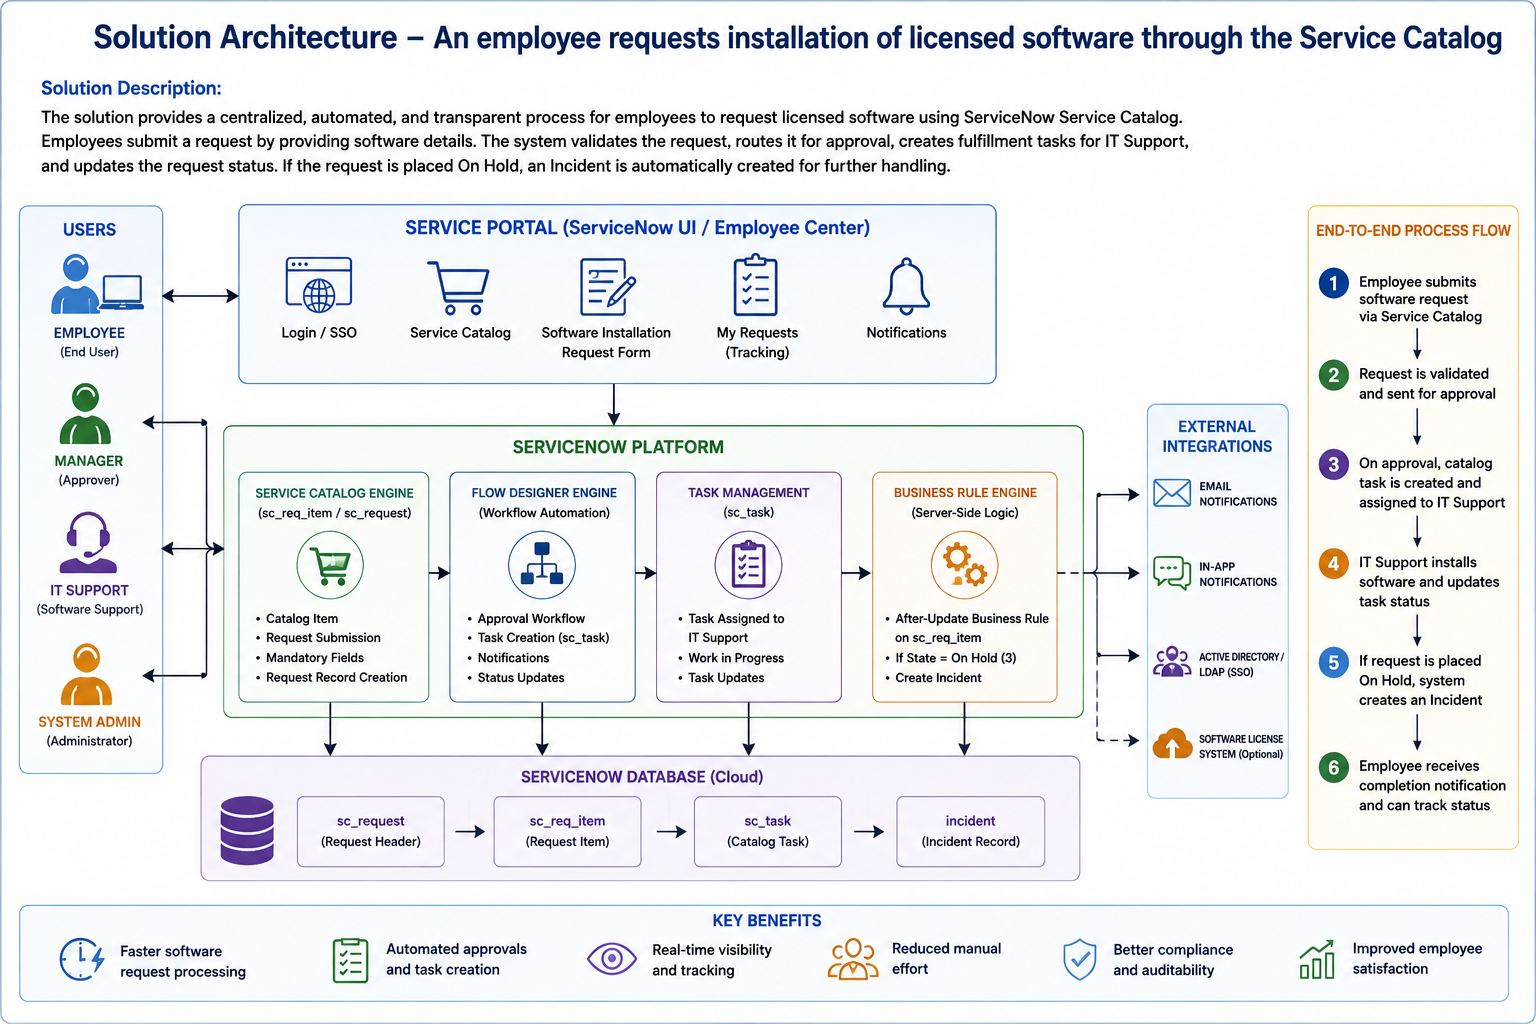 Solution Architecture – An employee requests installation of licensed software through the Service Catalog
Solution Description:
The solution provides a centralized, automated, and transparent process for employees to request licensed software using ServiceNow Service Catalog.
Employees submit a request by providing software details. The system validates the request, routes it for approval, creates fulfillment tasks for IT Support,
and updates the request status. If the request is placed On Hold, an Incident is automatically created for further handling.
USERS
EMPLOYEE
(End User)
MANAGER
(Approver)
IT SUPPORT
(Software Support)
SYSTEM ADMIN
(Administrator)
SERVICE PORTAL (ServiceNow UI / Employee Center)
Login / SSO
Service Catalog
Software Installation
Request Form
My Requests
(Tracking)
Notifications
SERVICENOW PLATFORM
SERVICE CATALOG ENGINE
(sc_req_item / sc_request)
• Catalog Item
• Request Submission
• Mandatory Fields
• Request Record Creation
FLOW DESIGNER ENGINE
(Workflow Automation)
• Approval Workflow
• Task Creation (sc_task)
• Notifications
• Status Updates
TASK MANAGEMENT
(sc_task)
• Task Assigned to
IT Support
• Work in Progress
• Task Updates
BUSINESS RULE ENGINE
(Server-Side Logic)
• After-Update Business Rule
on sc_req_item
• If State = On Hold (3)
• Create Incident
SERVICENOW DATABASE (Cloud)
sc_request
(Request Header)
sc_req_item
(Request Item)
sc_task
(Catalog Task)
incident
(Incident Record)
EXTERNAL
INTEGRATIONS
EMAIL
NOTIFICATIONS
IN-APP
NOTIFICATIONS
ACTIVE DIRECTORY /
LDAP (SSO)
SOFTWARE LICENSE
SYSTEM (Optional)
END-TO-END PROCESS FLOW
1 Employee submits
software request
via Service Catalog
2 Request is validated
and sent for approval
3 On approval, catalog
task is created and
assigned to IT Support
4 IT Support installs
software and updates
task status
5 If request is placed
On Hold, system
creates an Incident
6 Employee receives
completion notification
and can track status
KEY BENEFITS
Faster software
request processing
Automated approvals
and task creation
Real-time visibility
and tracking
Reduced manual
effort
Better compliance
and auditability
Improved employee
satisfaction